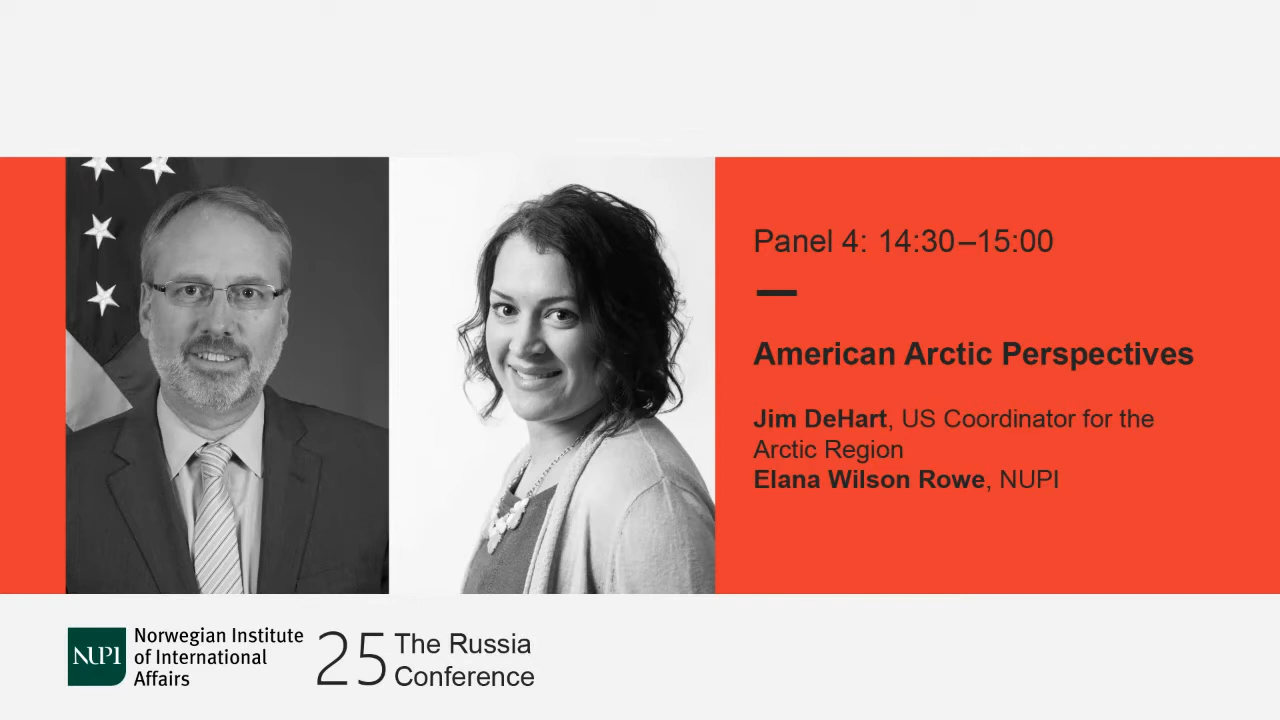 Panel 4: 14:30–15:00
American Arctic Perspectives
Jim DeHart, US Coordinator for the
Arctic Region
Elana Wilson Rowe, NUPI
NUPI
Norwegian Institute
of International
Affairs
25
The Russia
Conference